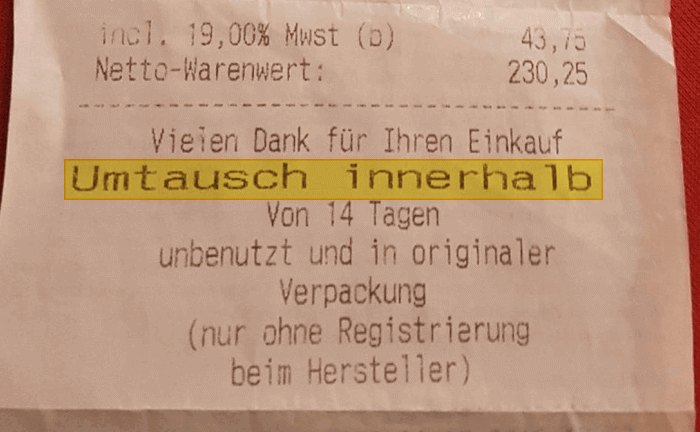 incl. 19,00% Mwst (b) 43,75
Netto-Warenwert: 230,25
Vielen Dank für Ihren Einkauf
Umtausch innerhalb
Von 14 Tagen
unbenutzt und in originaler
Verpackung
(nur ohne Registrierung
beim Hersteller)